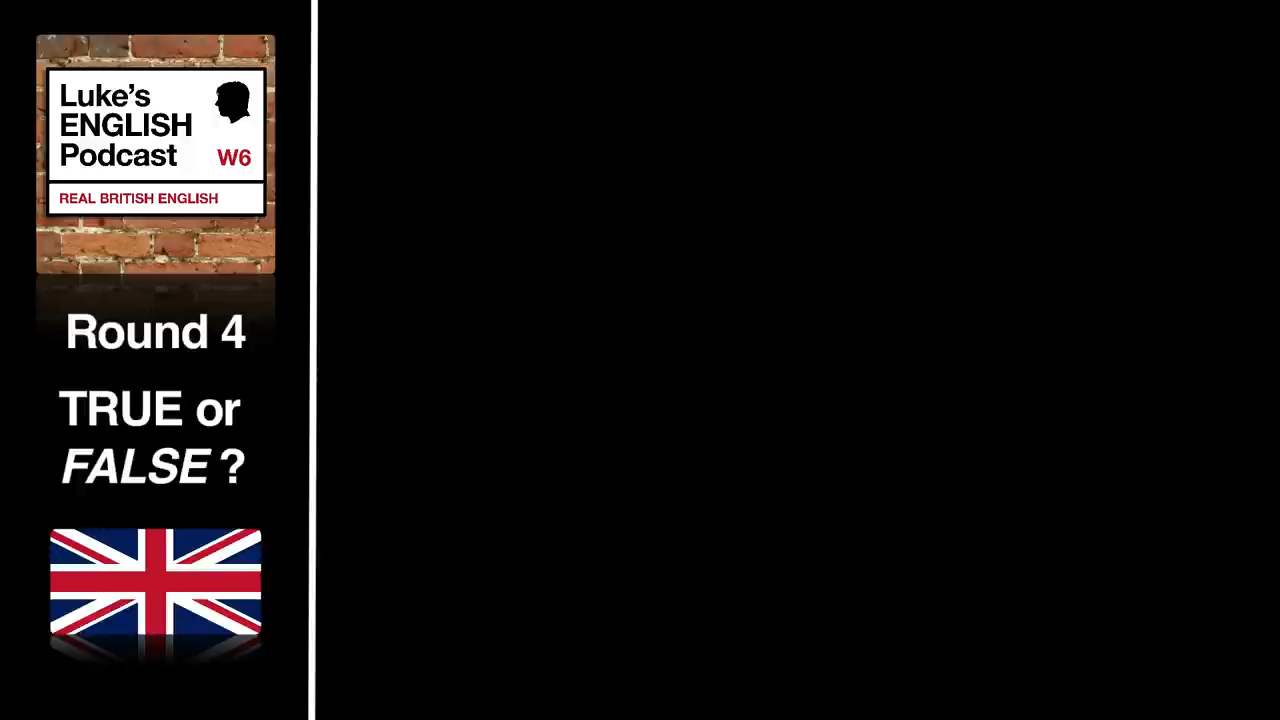 Luke's
ENGLISH
Podcast
W6
REAL BRITISH ENGLISH
Round 4
TRUE or
FALSE ?